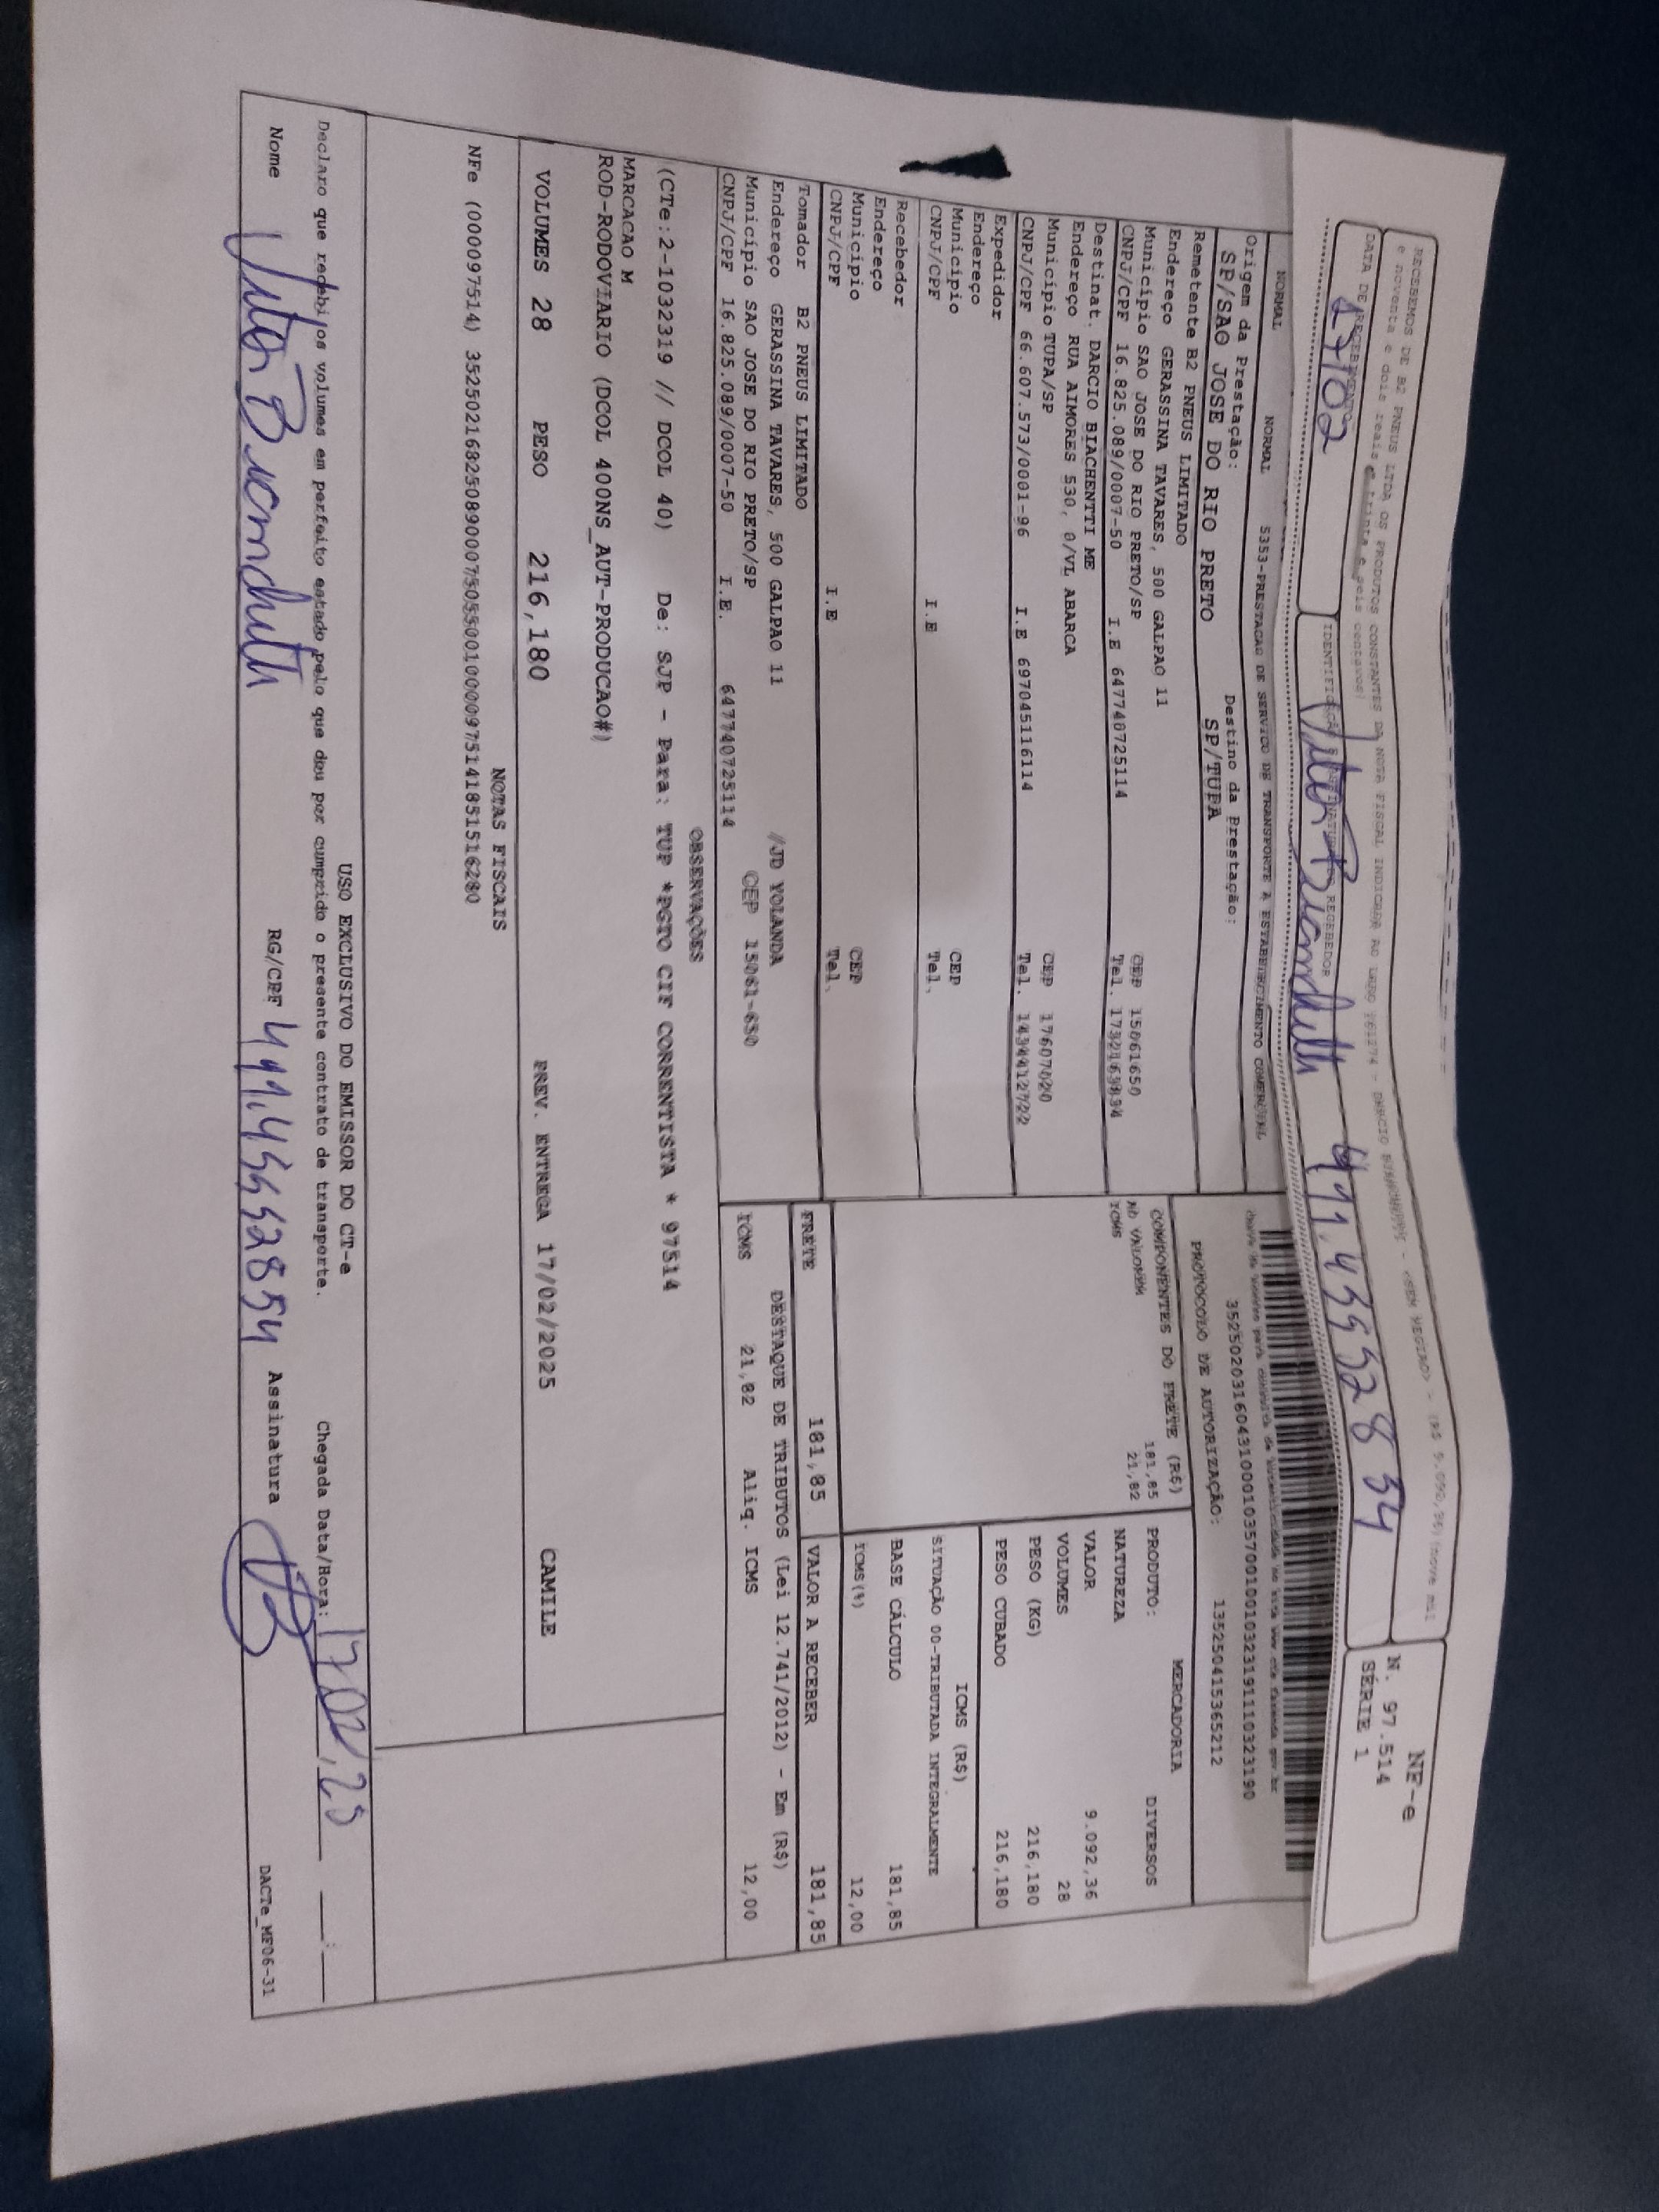 RECEBEMOS DE B2 PNEUS LTDA OS PRODUTOS CONSTANTES DA NOTA FISCAL INDICADA AO LADO
e noventa e dois reais e trinta e seis centavos)
DATA DE RECEBIMENTO
17/02
IDENTIFICAÇÃO E ASSINATURA DO RECEBEDOR
NF-e
N. 97.514
SÉRIE 1
NORMAL NORMAL 5353-PRESTACAO DE SERVICO DE TRANSPORTE A ESTABELECIMENTO COMERCIAL
Origem da Prestação: Destino da Prestação:
SP/SAO JOSE DO RIO PRETO SP/TUPA
Remetente B2 PNEUS LIMITADO
Endereço GERASSINA TAVARES, 500 GALPAO 11
Município SAO JOSE DO RIO PRETO/SP CEP 15061650
CNPJ/CPF 16.825.089/0007-50 I.E 647740725114 Tel.
Destinat. DARCIO BIACHENTTI ME
Endereço RUA AIMORES 530, 0/VL ABARCA
Município TUPA/SP CEP 17607020
CNPJ/CPF 66.607.573/0001-96 I.E 697045116114 Tel.
Expedidor
Endereço
Município CEP
CNPJ/CPF I.E Tel.
Recebedor
Endereço
Município CEP
CNPJ/CPF I.E Tel.
Tomador B2 PNEUS LIMITADO
Endereço GERASSINA TAVARES, 500 GALPAO 11 //JD YOLANDA
Município SAO JOSE DO RIO PRETO/SP CEP 15061-650
CNPJ/CPF 16.825.089/0007-50 I.E. 647740725114
35250203160431000103570010010323191110323190
PROTOCOLO DE AUTORIZAÇÃO: 135250415365212
COMPONENTES DO FRETE (R$)
AD VALOREM 181,85
ICMS 21,82
MERCADORIA
PRODUTO: DIVERSOS
NATUREZA
VALOR 9.092,36
VOLUMES 28
PESO (KG) 216,180
PESO CUBADO 216,180
ICMS (R$)
SITUAÇÃO 00-TRIBUTADA INTEGRALMENTE
BASE CÁLCULO 181,85
ICMS(%) 12,00
FRETE 181,85 VALOR A RECEBER 181,85
DESTAQUE DE TRIBUTOS (Lei 12.741/2012) - Em (R$)
ICMS 21,82 Aliq. ICMS 12,00
OBSERVAÇÕES
(CTe:2-1032319 // DCOL 40) De: SJP - Para: TUP *PGTO CIF CORRENTISTA * 97514
MARCACAO M
ROD-RODOVIARIO (DCOL 400NS_AUT-PRODUCAO#)
VOLUMES 28 PESO 216,180 PREV. ENTREGA 17/02/2025 CAMILE
NOTAS FISCAIS
NFe (000097514) 35250216825089000750550010000975141851516280
USO EXCLUSIVO DO EMISSOR DO CT-e
Declaro que recebi os volumes em perfeito estado pelo que dou por cumprido o presente contrato de transporte. Chegada Data/Hora: 17/02/25
Nome RG/CPF Assinatura
DACTe_MF06-31